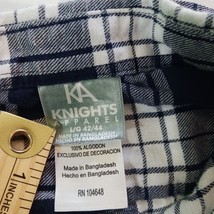 KA
KNIGHTS
APPAREL
L/G 42/44
MADE IN BANGLADESH
HECHO EN BANGLADESH
100% ALGODON
EXCLUSIVO DE DECORACION
Made in Bangladesh
Hecho en Bangladesh
RN 104648
1
INCHES